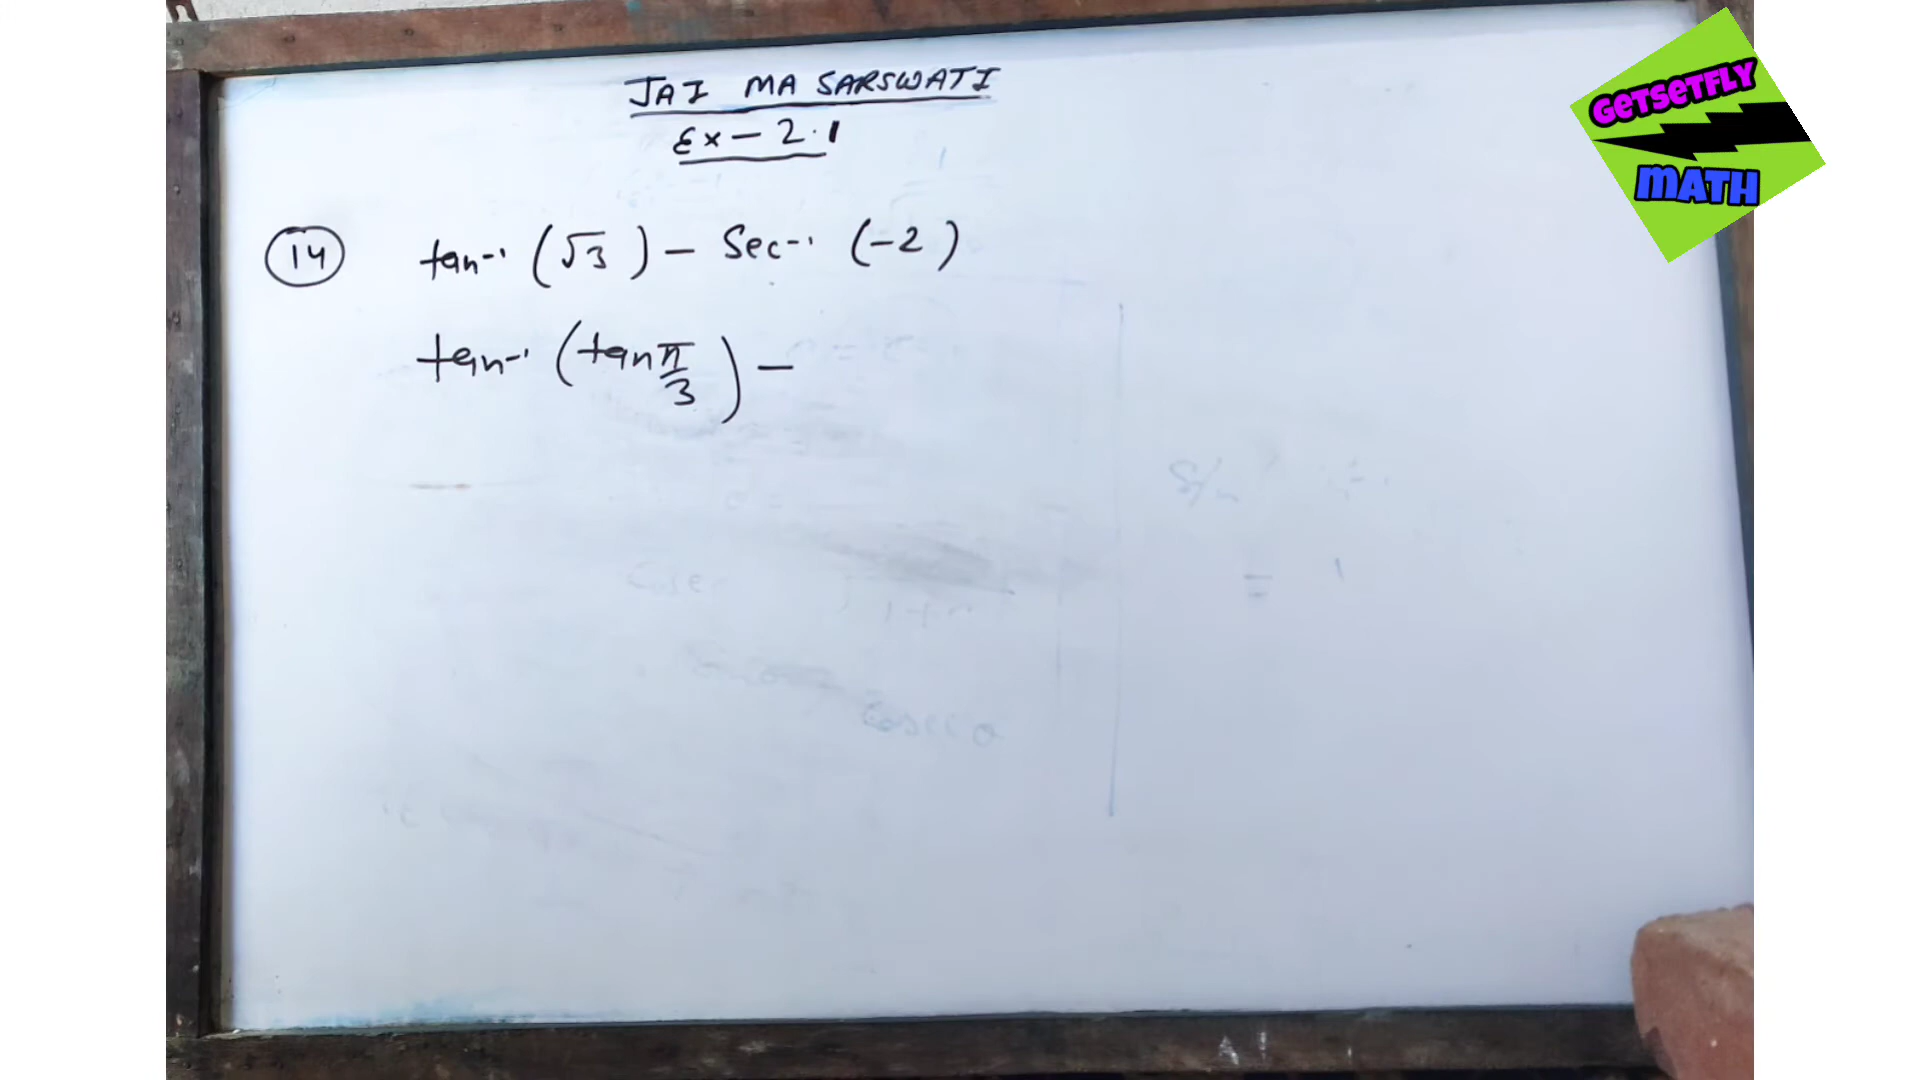 JAI MA SARSWATI
Ex - 2.1
14 tan⁻¹ (√3) - Sec⁻¹ (-2)
tan⁻¹ (tan π/3) -
GETSETFLY
MATH